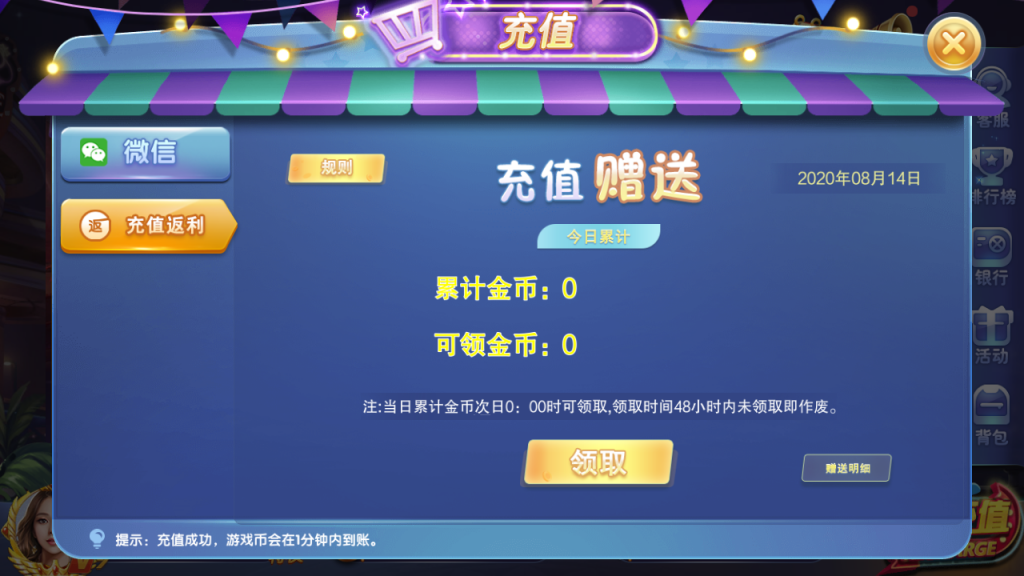 充值
微信
返 充值返利
规则
充值赠送
2020年08月14日
今日累计
累计金币：0
可领金币：0
注:当日累计金币次日0：00时可领取,领取时间48小时内未领取即作废。
领取
赠送明细
提示：充值成功，游戏币会在1分钟内到账。
客服
排行榜
银行
活动
背包
充值